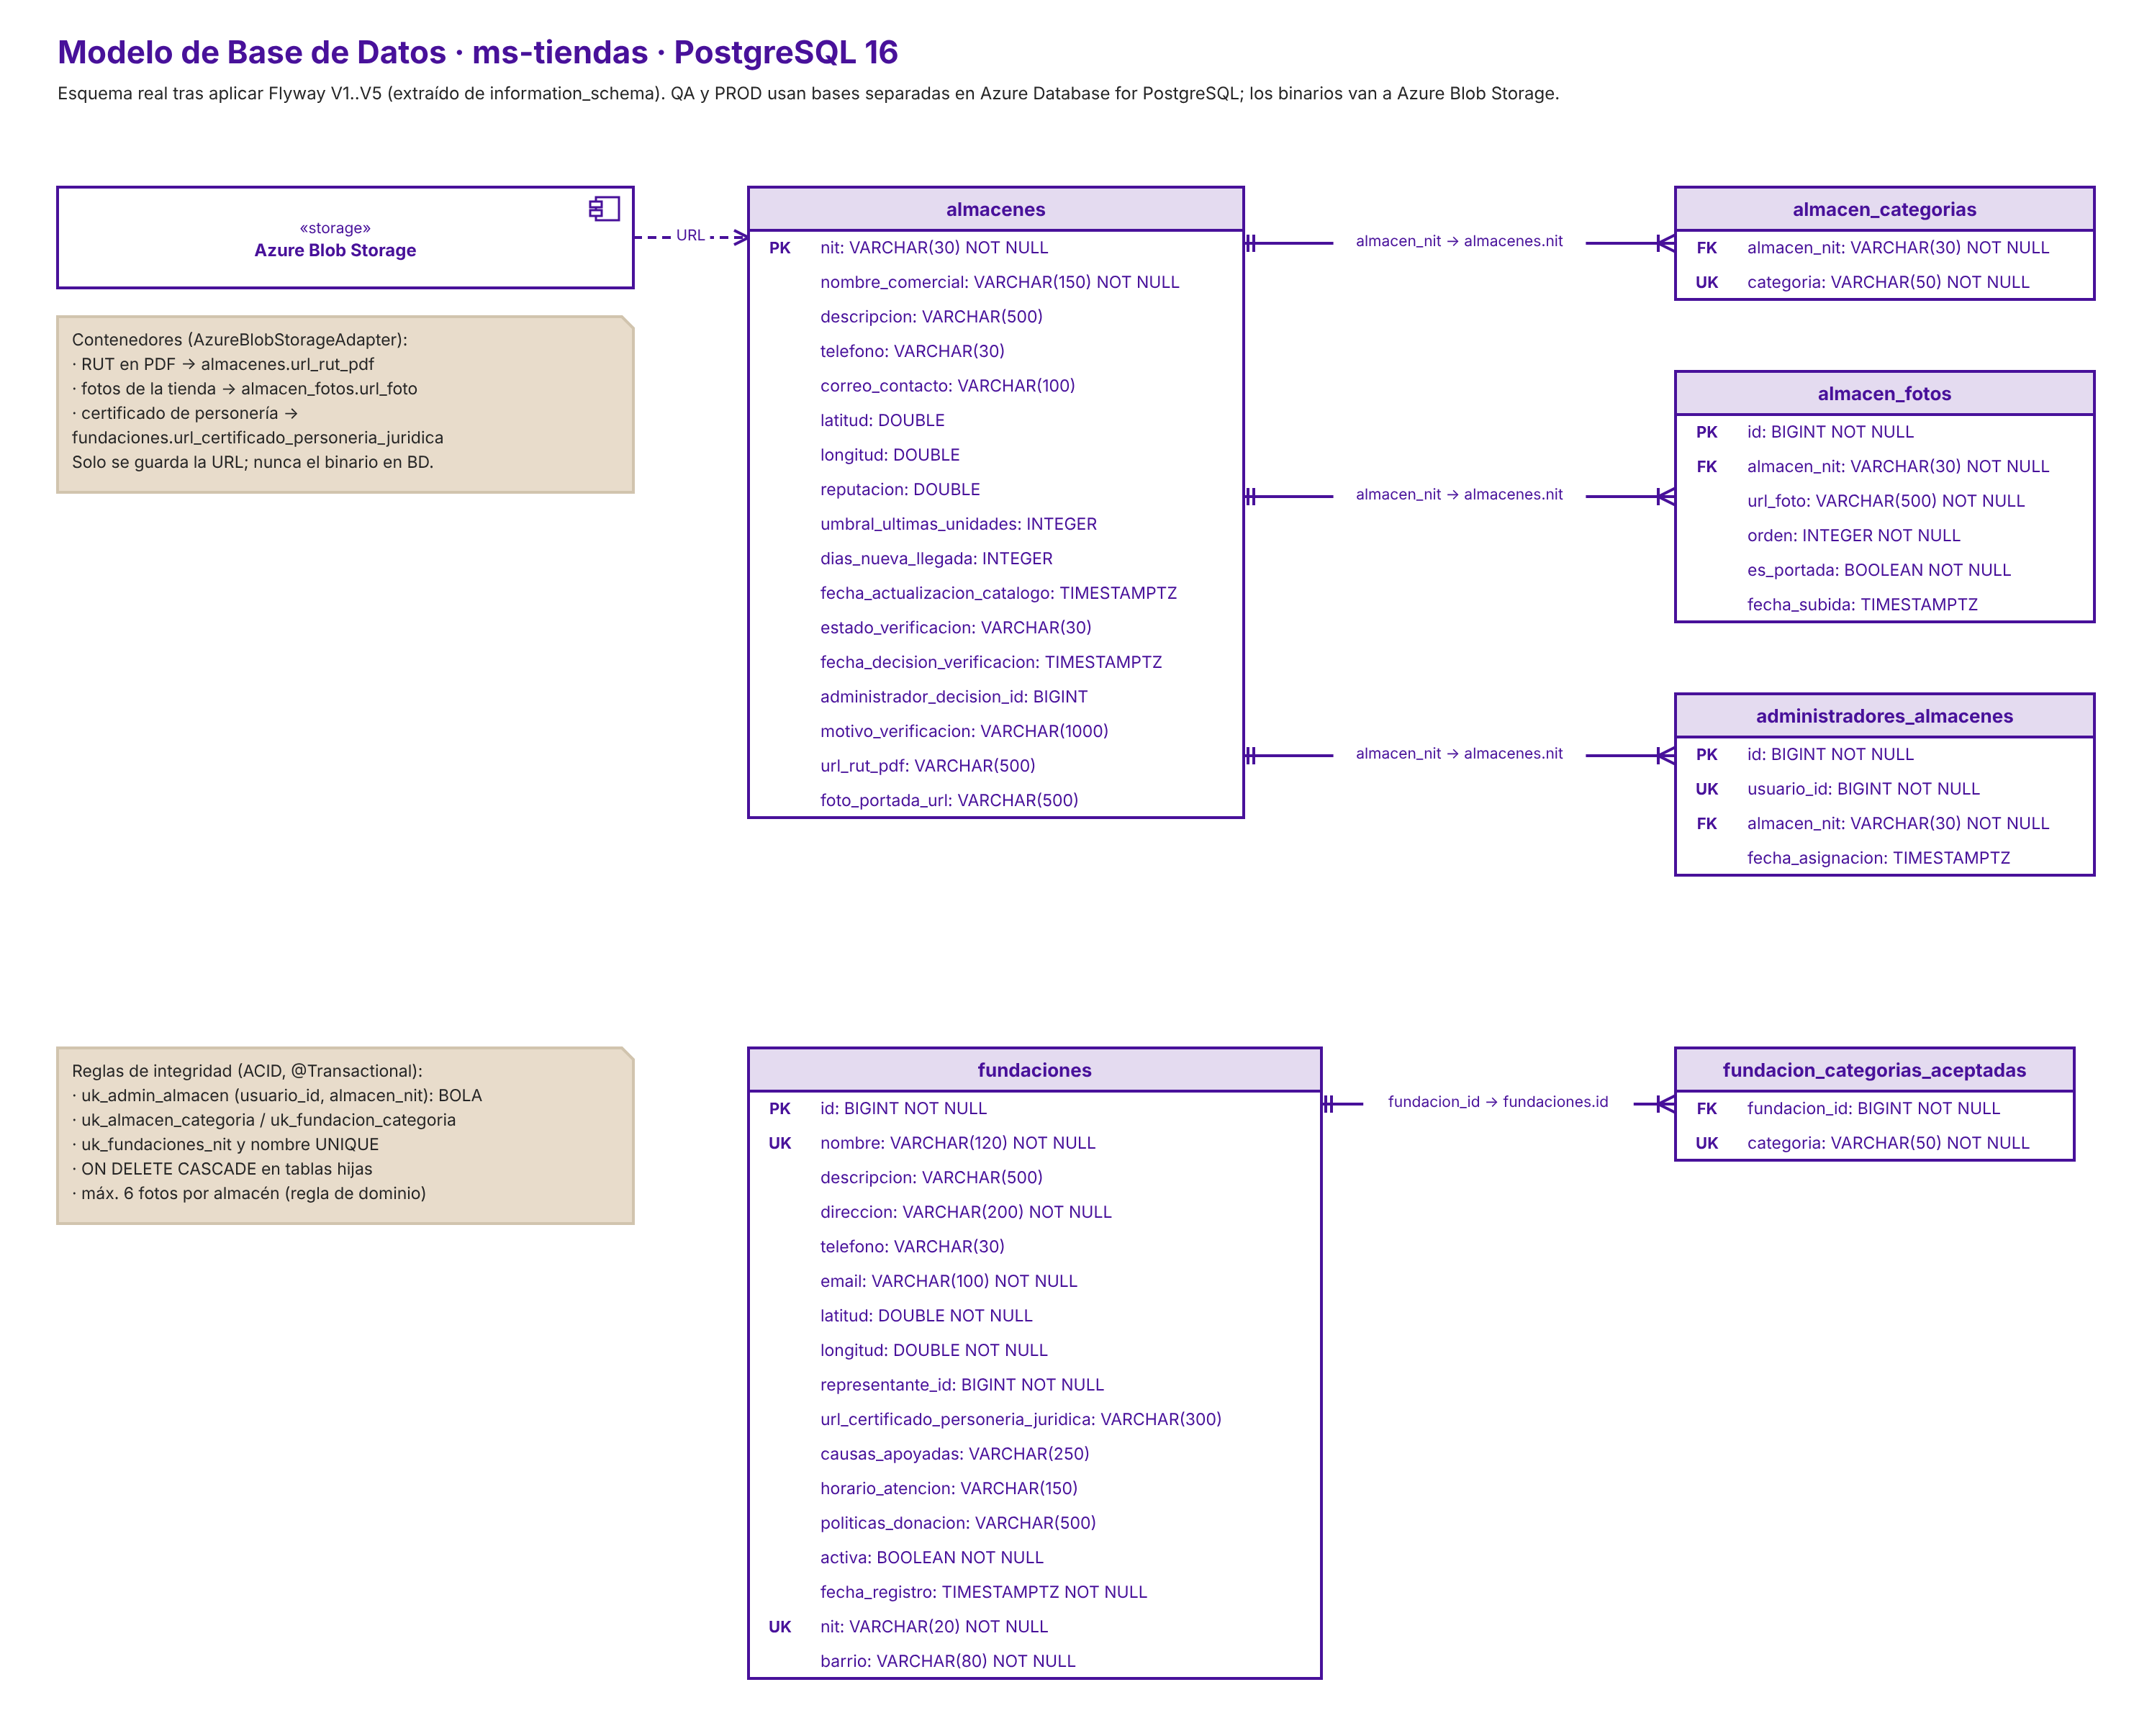 Modelo de Base de Datos · ms-tiendas · PostgreSQL 16
Esquema real tras aplicar Flyway V1..V5 (extraído de information_schema). QA y PROD usan bases separadas en Azure Database for PostgreSQL; los binarios van a Azure Blob Storage.
«storage»
Azure Blob Storage
URL
Contenedores (AzureBlobStorageAdapter):
· RUT en PDF → almacenes.url_rut_pdf
· fotos de la tienda → almacen_fotos.url_foto
· certificado de personería →
fundaciones.url_certificado_personeria_juridica
Solo se guarda la URL; nunca el binario en BD.
almacenes
PK nit: VARCHAR(30) NOT NULL
nombre_comercial: VARCHAR(150) NOT NULL
descripcion: VARCHAR(500)
telefono: VARCHAR(30)
correo_contacto: VARCHAR(100)
latitud: DOUBLE
longitud: DOUBLE
reputacion: DOUBLE
umbral_ultimas_unidades: INTEGER
dias_nueva_llegada: INTEGER
fecha_actualizacion_catalogo: TIMESTAMPTZ
estado_verificacion: VARCHAR(30)
fecha_decision_verificacion: TIMESTAMPTZ
administrador_decision_id: BIGINT
motivo_verificacion: VARCHAR(1000)
url_rut_pdf: VARCHAR(500)
foto_portada_url: VARCHAR(500)
almacen_nit → almacenes.nit
almacen_categorias
FK almacen_nit: VARCHAR(30) NOT NULL
UK categoria: VARCHAR(50) NOT NULL
almacen_nit → almacenes.nit
almacen_fotos
PK id: BIGINT NOT NULL
FK almacen_nit: VARCHAR(30) NOT NULL
url_foto: VARCHAR(500) NOT NULL
orden: INTEGER NOT NULL
es_portada: BOOLEAN NOT NULL
fecha_subida: TIMESTAMPTZ
almacen_nit → almacenes.nit
administradores_almacenes
PK id: BIGINT NOT NULL
UK usuario_id: BIGINT NOT NULL
FK almacen_nit: VARCHAR(30) NOT NULL
fecha_asignacion: TIMESTAMPTZ
Reglas de integridad (ACID, @Transactional):
· uk_admin_almacen (usuario_id, almacen_nit): BOLA
· uk_almacen_categoria / uk_fundacion_categoria
· uk_fundaciones_nit y nombre UNIQUE
· ON DELETE CASCADE en tablas hijas
· máx. 6 fotos por almacén (regla de dominio)
fundaciones
PK id: BIGINT NOT NULL
UK nombre: VARCHAR(120) NOT NULL
descripcion: VARCHAR(500)
direccion: VARCHAR(200) NOT NULL
telefono: VARCHAR(30)
email: VARCHAR(100) NOT NULL
latitud: DOUBLE NOT NULL
longitud: DOUBLE NOT NULL
representante_id: BIGINT NOT NULL
url_certificado_personeria_juridica: VARCHAR(300)
causas_apoyadas: VARCHAR(250)
horario_atencion: VARCHAR(150)
politicas_donacion: VARCHAR(500)
activa: BOOLEAN NOT NULL
fecha_registro: TIMESTAMPTZ NOT NULL
UK nit: VARCHAR(20) NOT NULL
barrio: VARCHAR(80) NOT NULL
fundacion_id → fundaciones.id
fundacion_categorias_aceptadas
FK fundacion_id: BIGINT NOT NULL
UK categoria: VARCHAR(50) NOT NULL